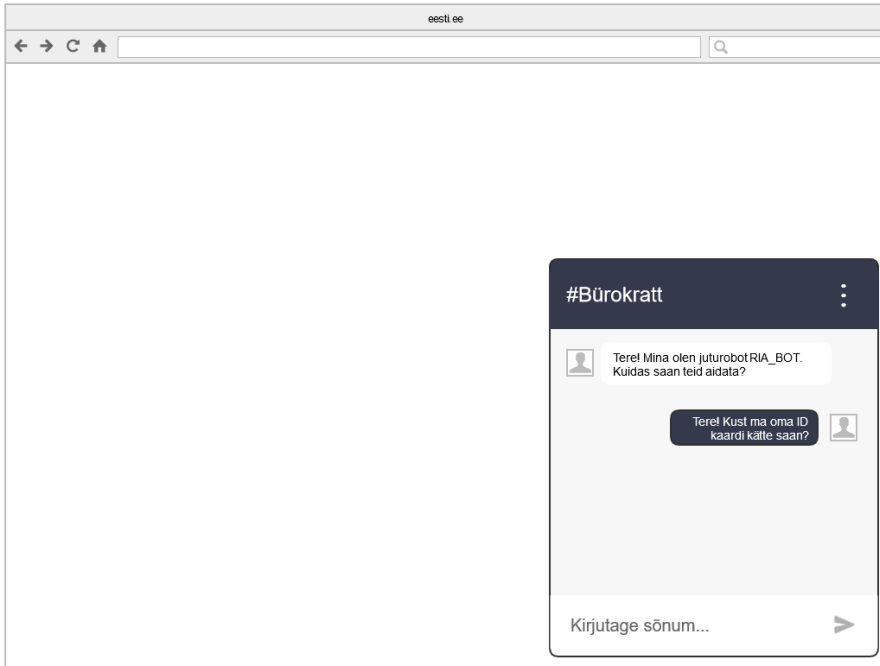 eesti.ee
#Bürokratt
Tere! Mina olen juturobot RIA_BOT.
Kuidas saan teid aidata?
Tere! Kust ma oma ID
kaardi kätte saan?
Kirjutage sõnum...